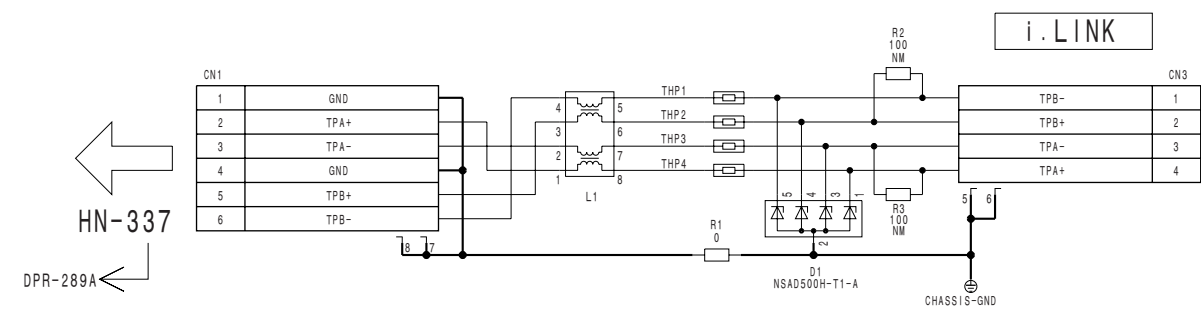 i.LINK
R2
100
NM
CN1
CN3
1 GND
2 TPA+
3 TPA-
4 GND
5 TPB+
6 TPB-
8 7
HN-337
DPR-289A
4 5
3 6
2 7
1 8
L1
THP1
THP2
THP3
THP4
TPB- 1
TPB+ 2
TPA- 3
TPA+ 4
5 6
R3
100
NM
5 4 3 1
2
R1
0
D1
NSAD500H-T1-A
CHASSIS-GND